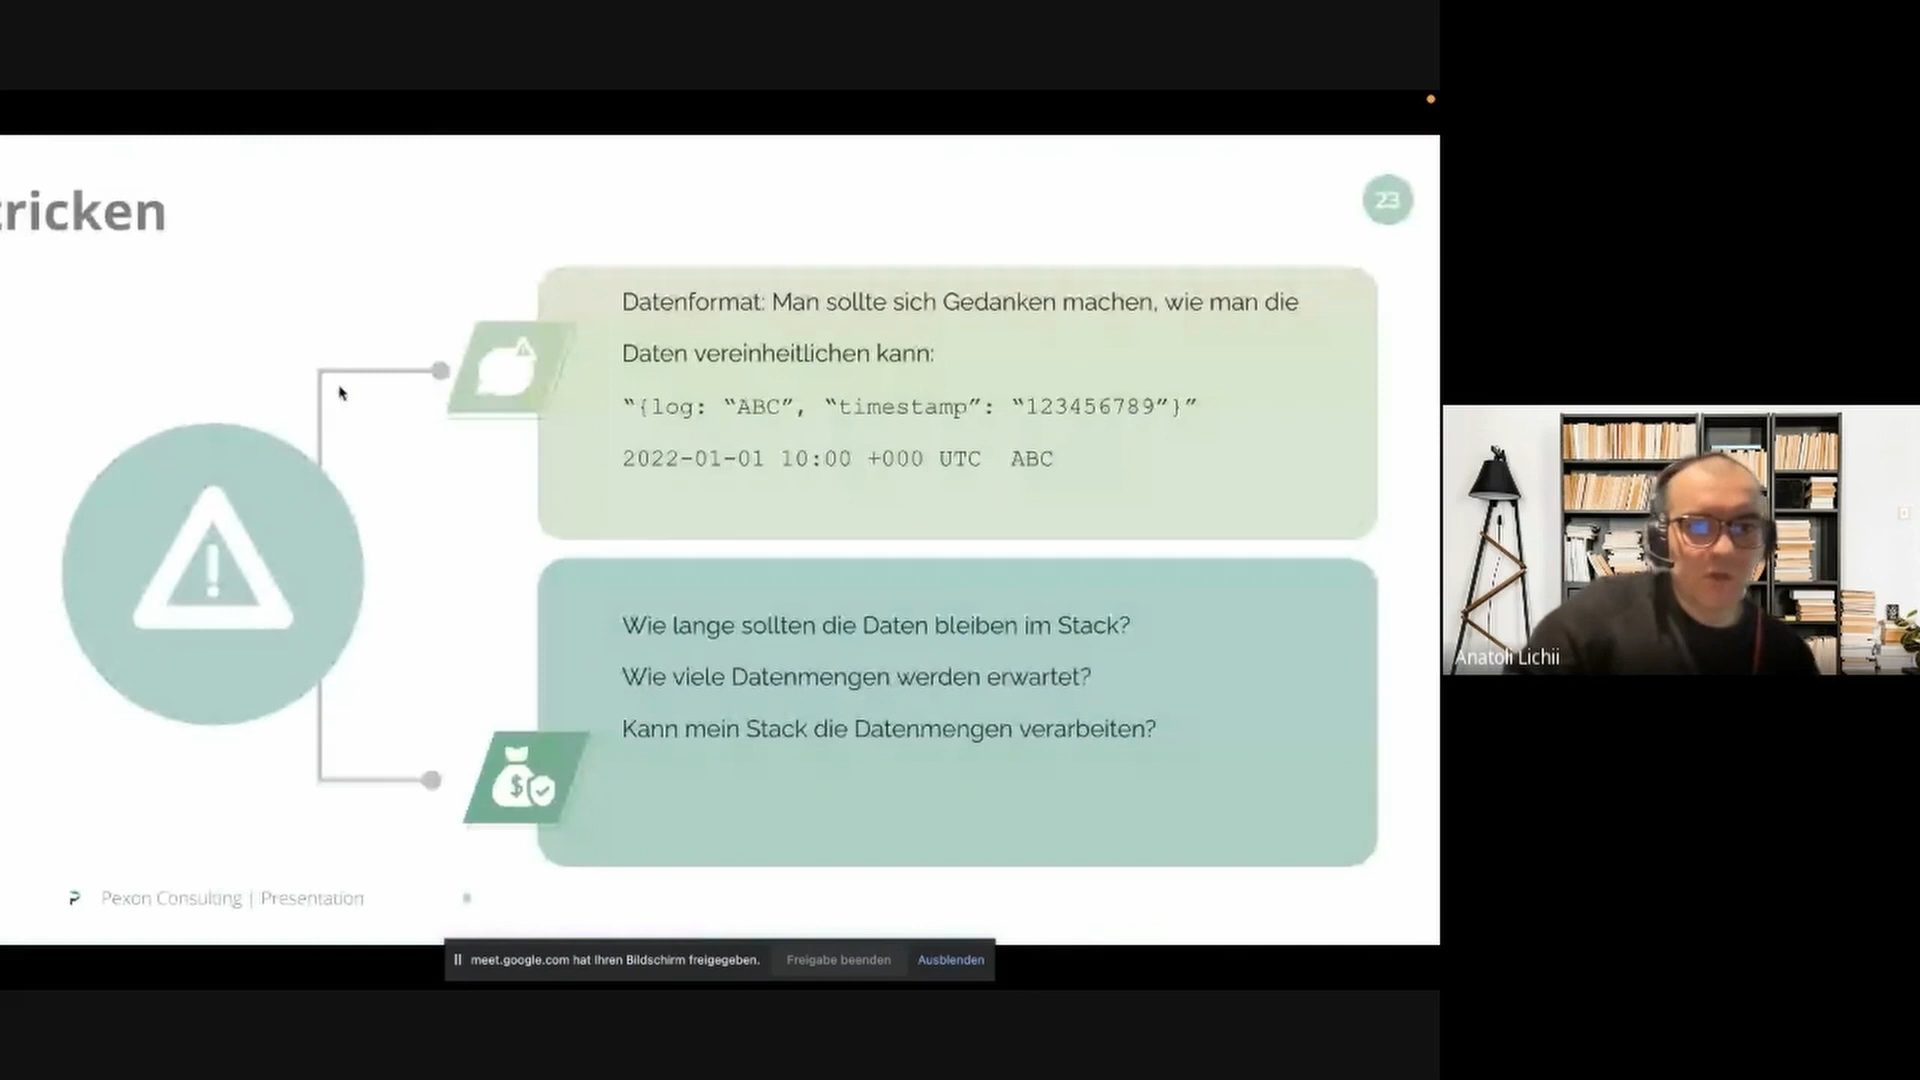 tricken
23
Datenformat: Man sollte sich Gedanken machen, wie man die
Daten vereinheitlichen kann:
“{log: “ABC”, “timestamp”: “123456789”}”
2022-01-01 10:00 +000 UTC  ABC
Wie lange sollten die Daten bleiben im Stack?
Wie viele Datenmengen werden erwartet?
Kann mein Stack die Datenmengen verarbeiten?
Pexon Consulting | Presentation
meet.google.com hat Ihren Bildschirm freigegeben. Freigabe beenden Ausblenden
Anatoli Lichii